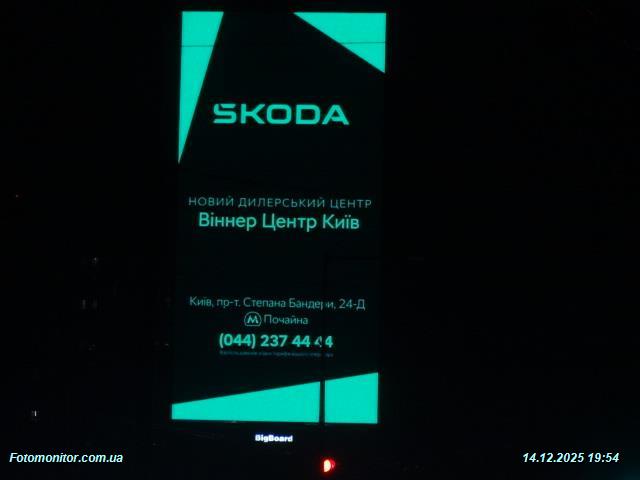 ŠKODA
НОВИЙ ДИЛЕРСЬКИЙ ЦЕНТР
Віннер Центр Київ
Київ, пр-т. Степана Бандери, 24-Д
М Почайна
(044) 237 44 44
BigBoard
Fotomonitor.com.ua
14.12.2025 19:54